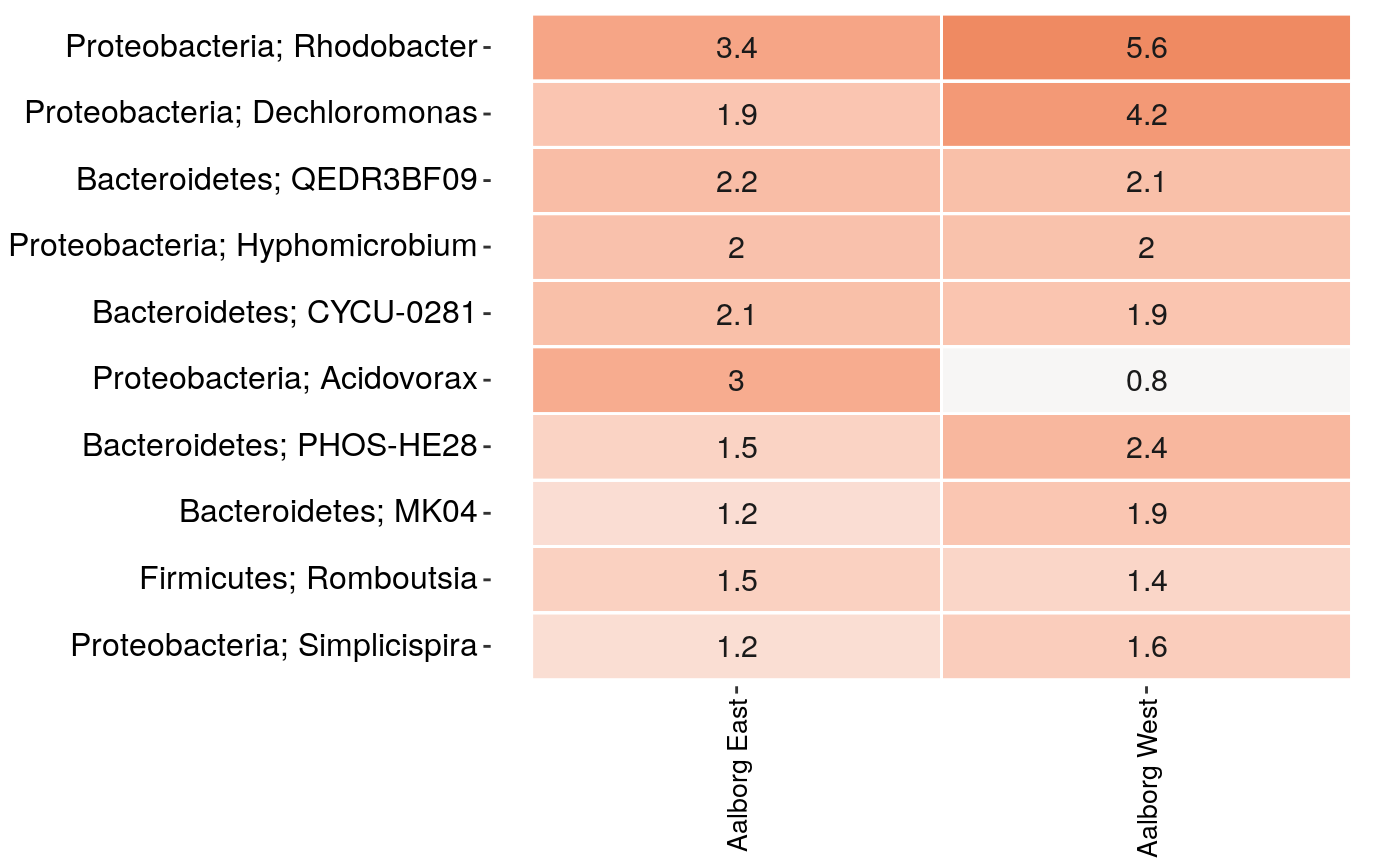 Proteobacteria; Rhodobacter 3.4 5.6
Proteobacteria; Dechloromonas 1.9 4.2
Bacteroidetes; QEDR3BF09 2.2 2.1
Proteobacteria; Hyphomicrobium 2 2
Bacteroidetes; CYCU-0281 2.1 1.9
Proteobacteria; Acidovorax 3 0.8
Bacteroidetes; PHOS-HE28 1.5 2.4
Bacteroidetes; MK04 1.2 1.9
Firmicutes; Romboutsia 1.5 1.4
Proteobacteria; Simplicispira 1.2 1.6
Aalborg East
Aalborg West